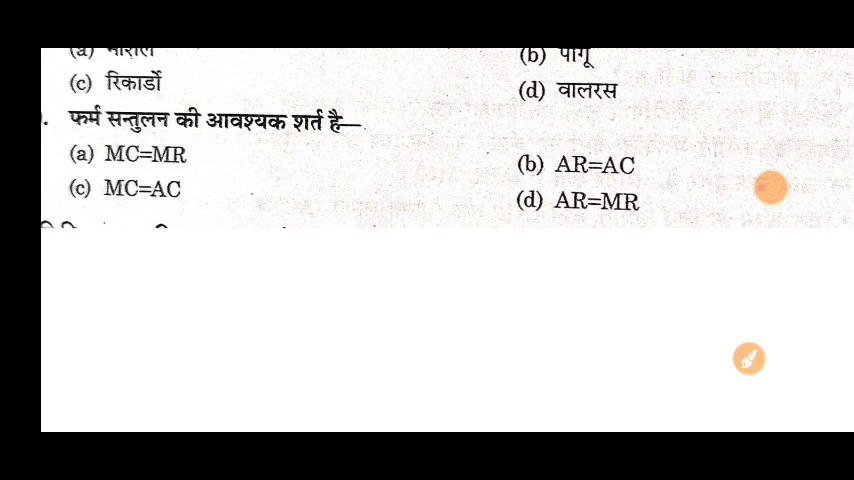 (b) पीगू
(c) रिकार्डो
(d) वालरस
फर्म सन्तुलन की आवश्यक शर्त है—
(a) MC=MR
(b) AR=AC
(c) MC=AC
(d) AR=MR